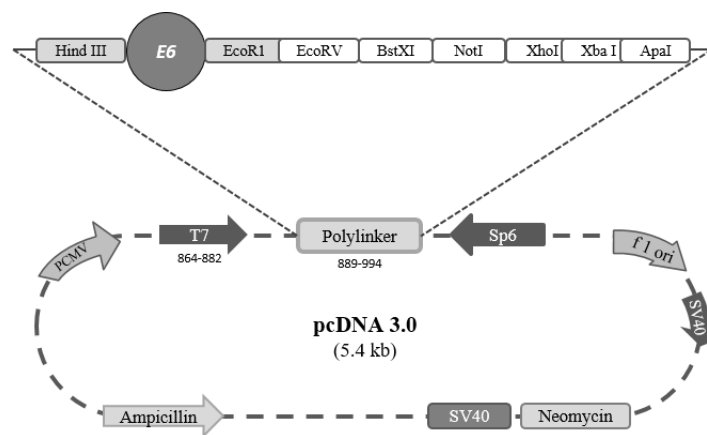 Hind III E6 EcoR1 EcoRV BstXI NotI XhoI Xba I ApaI
PCMV T7 Polylinker Sp6 f 1 ori
864-882 889-994
SV40
pcDNA 3.0
(5.4 kb)
Ampicillin SV40 Neomycin